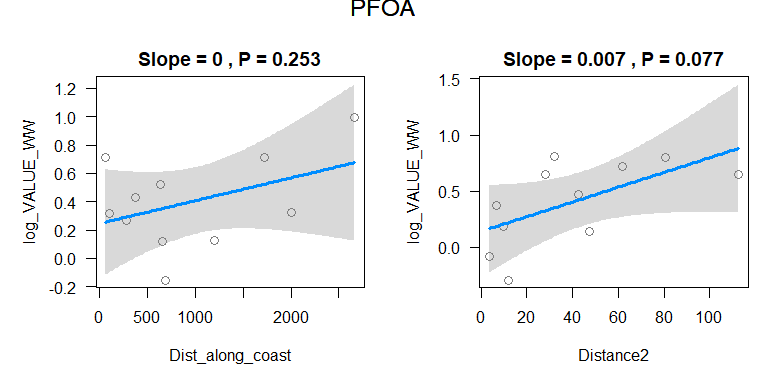 PFOA
Slope = 0 , P = 0.253
log_VALUE_WW
1.2
1.0
0.8
0.6
0.4
0.2
0.0
-0.2
0 500 1000 2000
Dist_along_coast
Slope = 0.007 , P = 0.077
log_VALUE_WW
1.5
1.0
0.5
0.0
0 20 40 60 80 100
Distance2